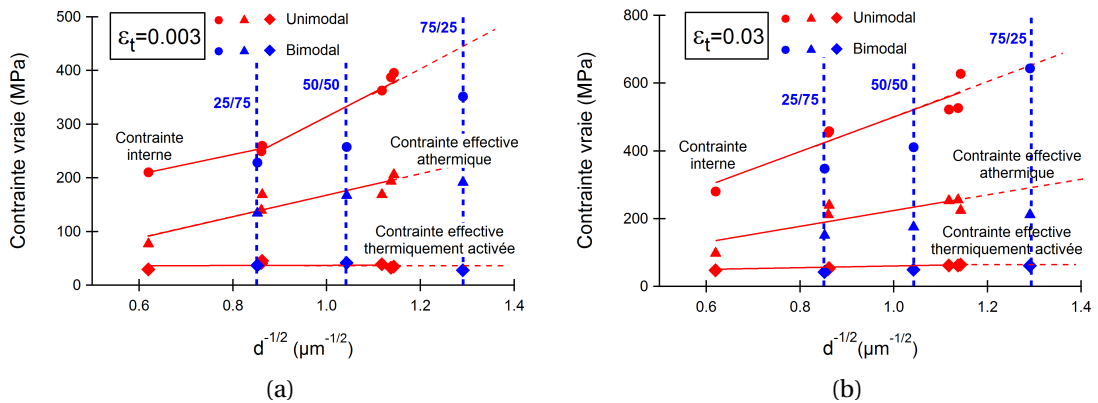 500
400
300
200
100
0
Contrainte vraie (MPa)
0.6 0.8 1.0 1.2 1.4
d-1/2 (µm-1/2)
εt=0.003
Unimodal
Bimodal
25/75
50/50
75/25
Contrainte
interne
Contrainte effective
athermique
Contrainte effective
thermiquement activée
(a)
800
600
400
200
0
Contrainte vraie (MPa)
0.6 0.8 1.0 1.2 1.4
d-1/2 (µm-1/2)
εt=0.03
Unimodal
Bimodal
25/75
50/50
75/25
Contrainte
interne
Contrainte effective
athermique
Contrainte effective
thermiquement activée
(b)